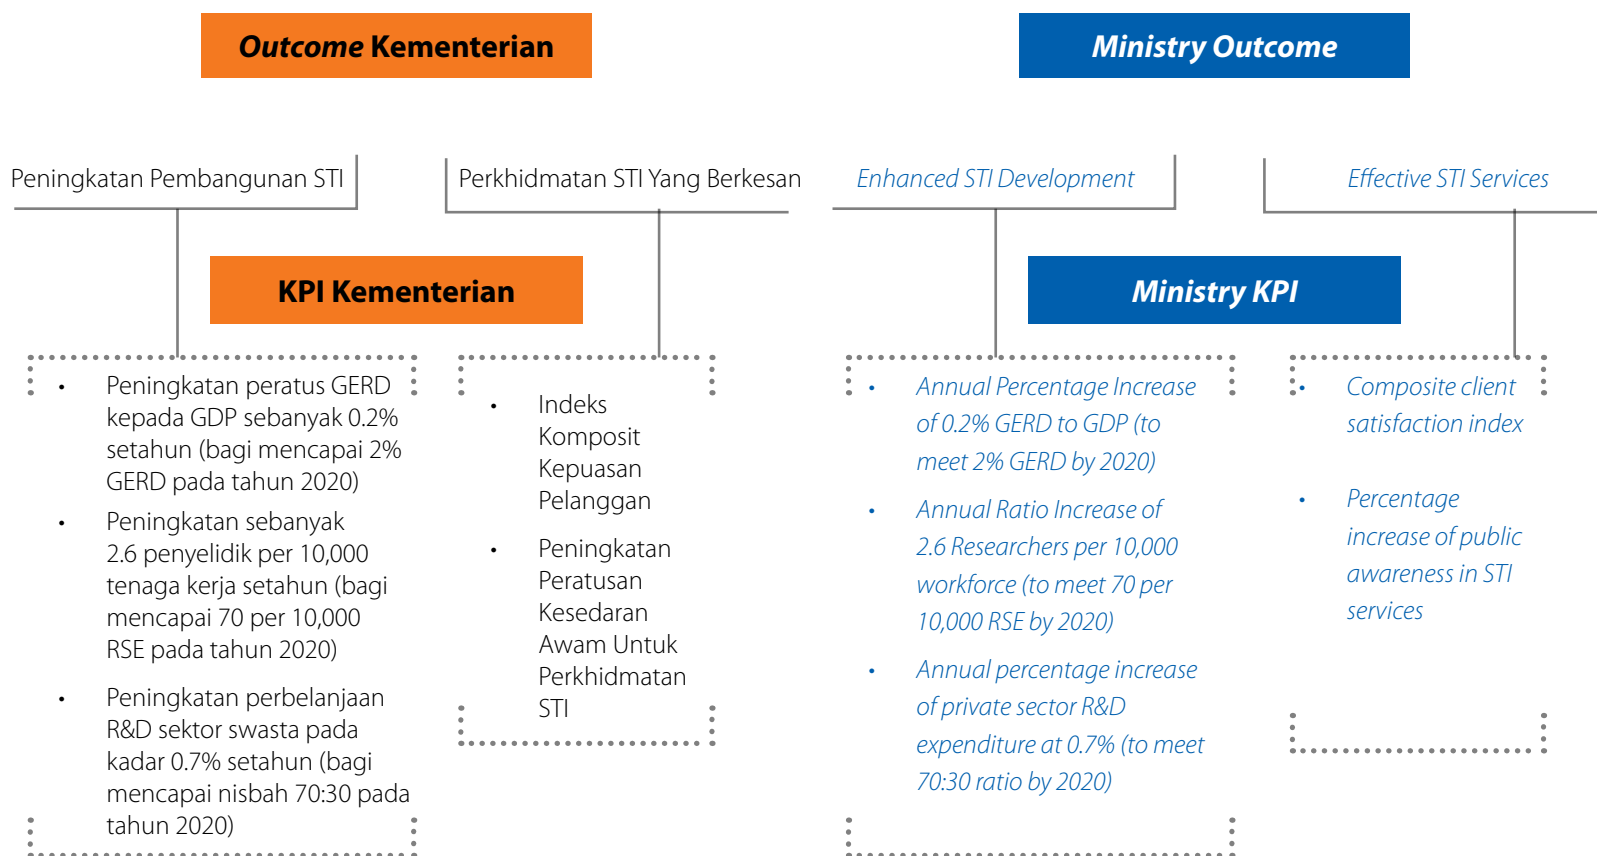 Outcome Kementerian
Peningkatan Pembangunan STI
Perkhidmatan STI Yang Berkesan
KPI Kementerian
• Peningkatan peratus GERD
kepada GDP sebanyak 0.2%
setahun (bagi mencapai 2%
GERD pada tahun 2020)
• Peningkatan sebanyak
2.6 penyelidik per 10,000
tenaga kerja setahun (bagi
mencapai 70 per 10,000
RSE pada tahun 2020)
• Peningkatan perbelanjaan
R&D sektor swasta pada
kadar 0.7% setahun (bagi
mencapai nisbah 70:30 pada
tahun 2020)
• Indeks
Komposit
Kepuasan
Pelanggan
• Peningkatan
Peratusan
Kesedaran
Awam Untuk
Perkhidmatan
STI
Ministry Outcome
Enhanced STI Development
Effective STI Services
Ministry KPI
• Annual Percentage Increase
of 0.2% GERD to GDP (to
meet 2% GERD by 2020)
• Annual Ratio Increase of
2.6 Researchers per 10,000
workforce (to meet 70 per
10,000 RSE by 2020)
• Annual percentage increase
of private sector R&D
expenditure at 0.7% (to meet
70:30 ratio by 2020)
• Composite client
satisfaction index
• Percentage
increase of public
awareness in STI
services